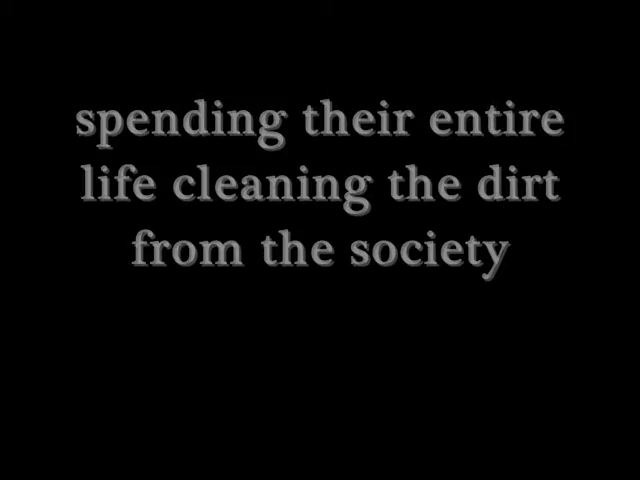 spending their entire
life cleaning the dirt
from the society